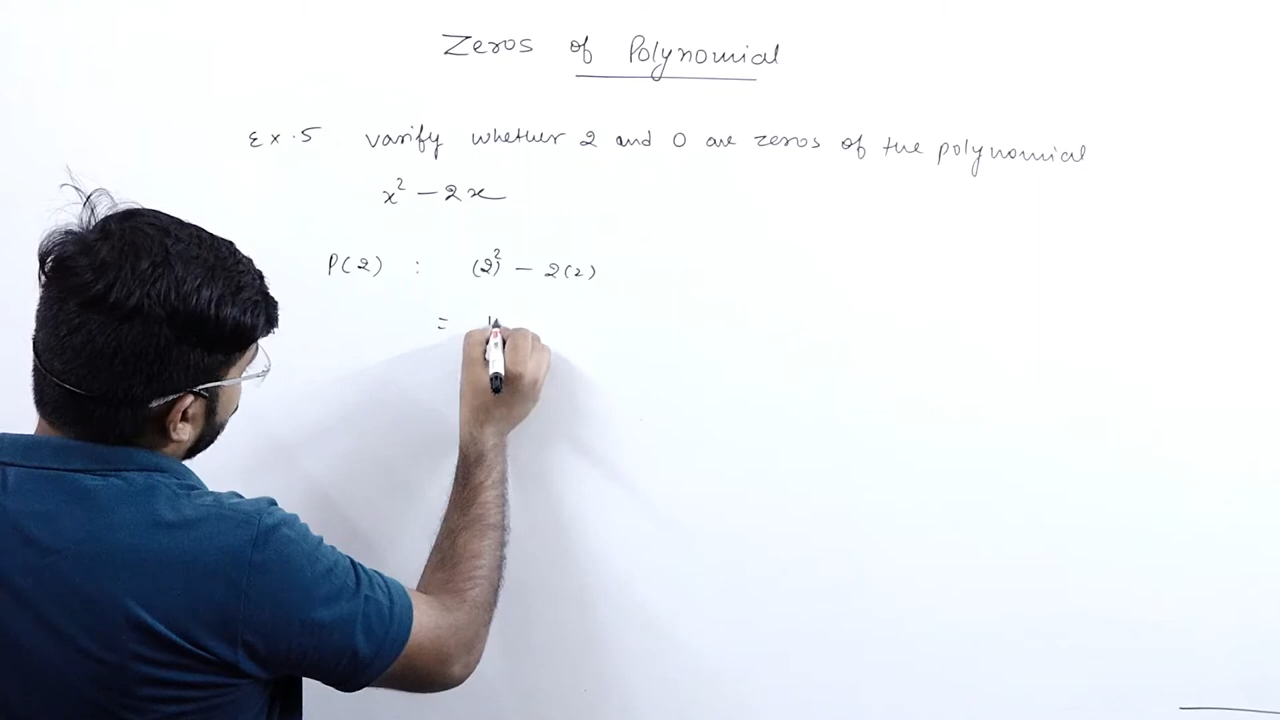 Zeros of Polynomial
Ex.5 varify whether 2 and 0 are zeros of the polynomial
x² - 2x
P(2) : (2)² - 2(2)
=